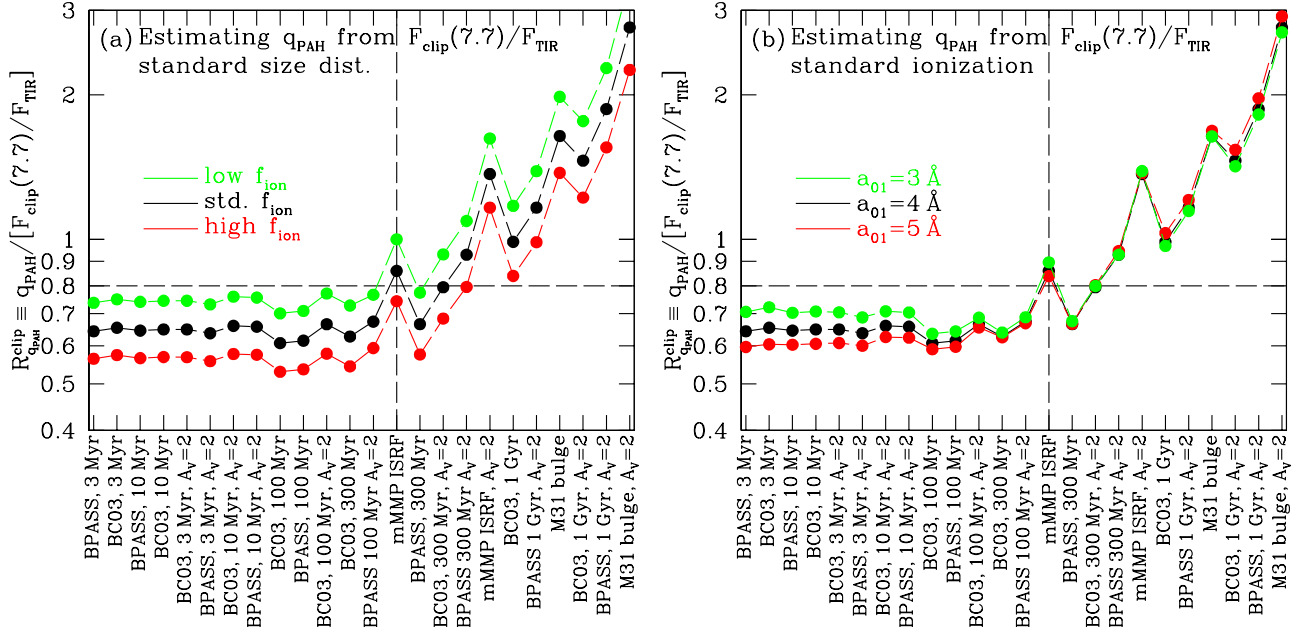 (a) Estimating q_PAH from F_clip(7.7)/F_TIR
standard size dist.
low f_ion
std. f_ion
high f_ion
R^clip_qPAH ≡ q_PAH/[F_clip(7.7)/F_TIR]
3
2
1
0.9
0.8
0.7
0.6
0.5
0.4
BPASS, 3 Myr
BC03, 3 Myr
BPASS, 10 Myr
BC03, 10 Myr
BC03, 3 Myr, A_V=2
BPASS, 3 Myr, A_V=2
BC03, 10 Myr, A_V=2
BPASS, 10 Myr, A_V=2
BC03, 100 Myr
BPASS, 100 Myr
BC03, 100 Myr, A_V=2
BC03, 300 Myr
BPASS 100 Myr A_V=2
mMMP ISRF
BPASS, 300 Myr
BC03, 300 Myr, A_V=2
BPASS 300 Myr A_V=2
mMMP ISRF, A_V=2
BC03, 1 Gyr
BPASS 1 Gyr, A_V=2
M31 bulge
BC03, 1 Gyr, A_V=2
BPASS, 1 Gyr, A_V=2
M31 bulge, A_V=2
(b) Estimating q_PAH from F_clip(7.7)/F_TIR
standard ionization
a_01=3 Å
a_01=4 Å
a_01=5 Å
R^clip_qPAH ≡ q_PAH/[F_clip(7.7)/F_TIR]
3
2
1
0.9
0.8
0.7
0.6
0.5
0.4
BPASS, 3 Myr
BC03, 3 Myr
BPASS, 10 Myr
BC03, 10 Myr
BC03, 3 Myr, A_V=2
BPASS, 3 Myr, A_V=2
BC03, 10 Myr, A_V=2
BPASS, 10 Myr, A_V=2
BC03, 100 Myr
BPASS, 100 Myr
BC03, 100 Myr, A_V=2
BC03, 300 Myr
BPASS 100 Myr A_V=2
mMMP ISRF
BPASS, 300 Myr
BC03, 300 Myr, A_V=2
BPASS 300 Myr A_V=2
mMMP ISRF, A_V=2
BC03, 1 Gyr
BPASS 1 Gyr, A_V=2
M31 bulge
BC03, 1 Gyr, A_V=2
BPASS, 1 Gyr, A_V=2
M31 bulge, A_V=2